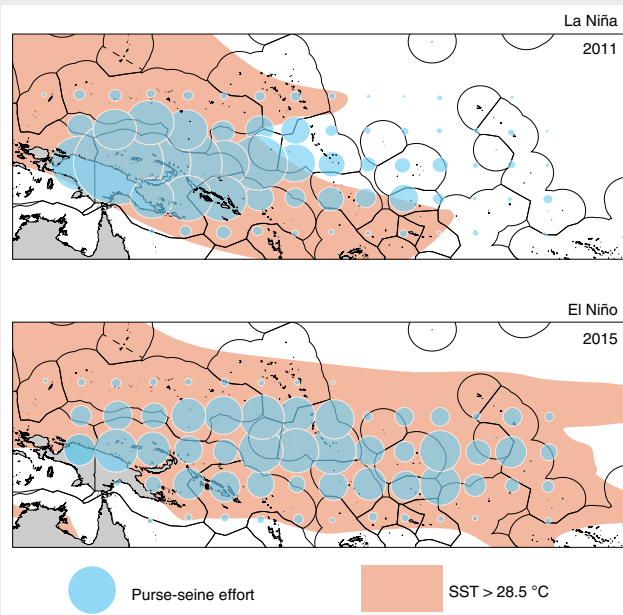 La Niña
2011
El Niño
2015
Purse-seine effort
SST > 28.5 °C